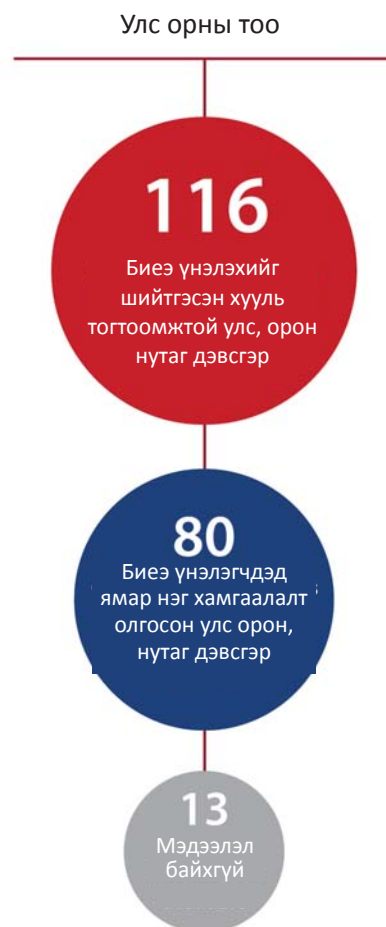 Улс орны тоо
116
Биеэ үнэлэхийг
шийтгэсэн хууль
тогтоомжтой улс, орон
нутаг дэвсгэр
80
Биеэ үнэлэгчдэд
ямар нэг хамгаалалт
олгосон улс орон,
нутаг дэвсгэр
13
Мэдээлэл
байхгүй